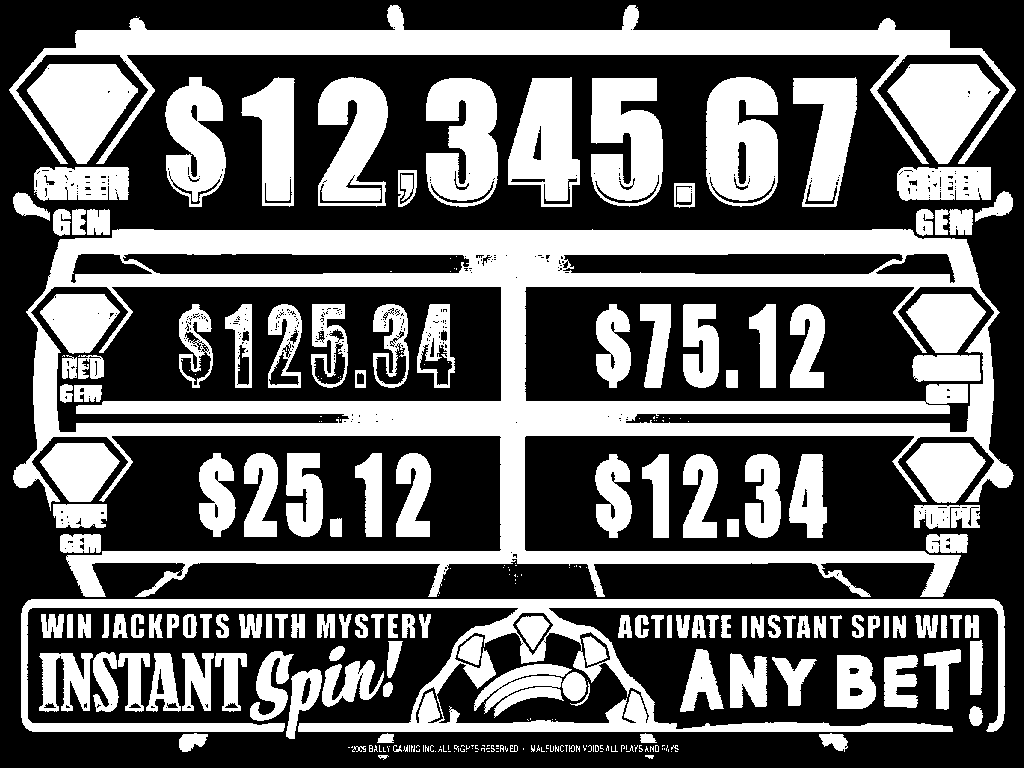 $12,345.67
GREEN
GEM
GREEN
GEM
$125.34
$75.12
RED
GEM
GEM
$25.12
$12.34
BLUE
GEM
PURPLE
GEM
WIN JACKPOTS WITH MYSTERY
INSTANT Spin!
ACTIVATE INSTANT SPIN WITH
ANY BET!
©2009 BALLY GAMING INC. ALL RIGHTS RESERVED • MALFUNCTION VOIDS ALL PLAYS AND PAYS